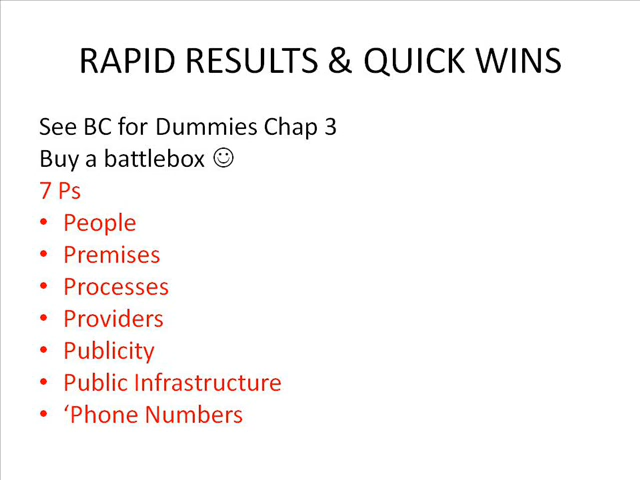 RAPID RESULTS & QUICK WINS
See BC for Dummies Chap 3
Buy a battlebox ☺
7 Ps
• People
• Premises
• Processes
• Providers
• Publicity
• Public Infrastructure
• ‘Phone Numbers